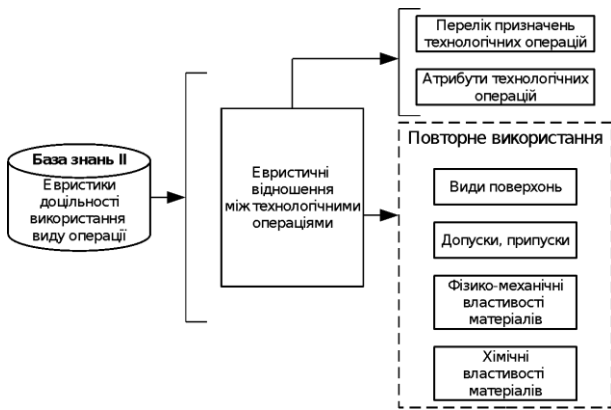 База знань II
Евристики
доцільності
використання
виду операції
Евристичні
відношення
між технологічними
операціями
Перелік призначень
технологічних операцій
Атрибути технологічних
операцій
Повторне використання
Види поверхонь
Допуски, припуски
Фізико-механічні
властивості
матеріалів
Хімічні
властивості
матеріалів